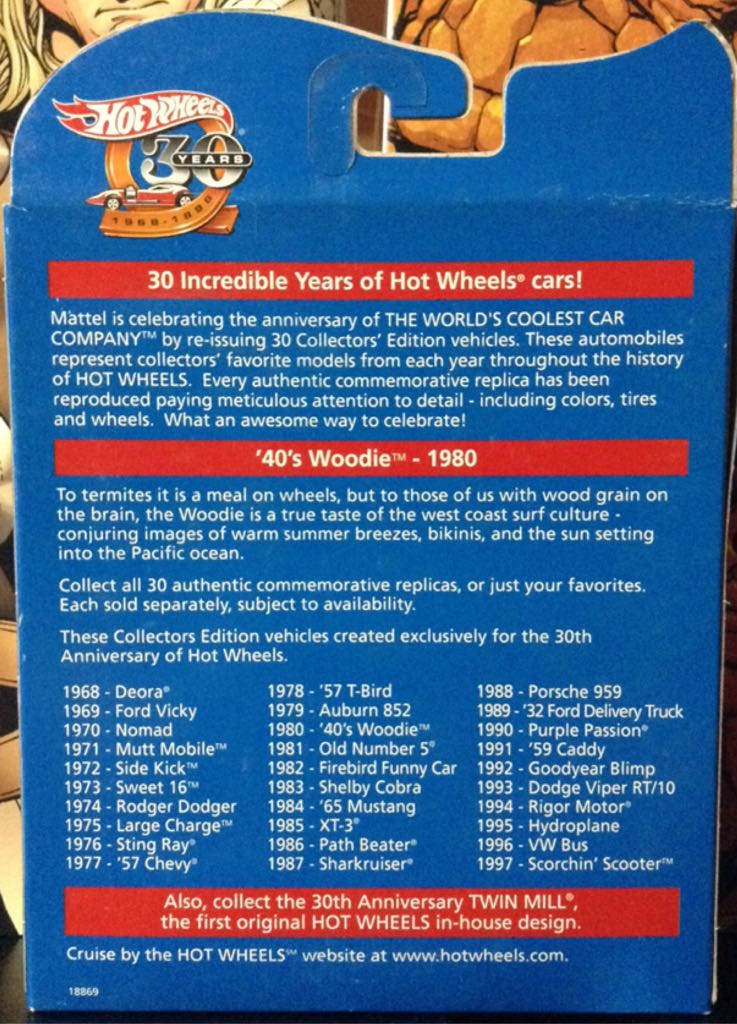 HOT WHEELS
30
YEARS
1968-1998
30 Incredible Years of Hot Wheels® cars!
Mattel is celebrating the anniversary of THE WORLD'S COOLEST CAR
COMPANY™ by re-issuing 30 Collectors' Edition vehicles. These automobiles
represent collectors' favorite models from each year throughout the history
of HOT WHEELS. Every authentic commemorative replica has been
reproduced paying meticulous attention to detail - including colors, tires
and wheels. What an awesome way to celebrate!
'40's Woodie™ - 1980
To termites it is a meal on wheels, but to those of us with wood grain on
the brain, the Woodie is a true taste of the west coast surf culture -
conjuring images of warm summer breezes, bikinis, and the sun setting
into the Pacific ocean.
Collect all 30 authentic commemorative replicas, or just your favorites.
Each sold separately, subject to availability.
These Collectors Edition vehicles created exclusively for the 30th
Anniversary of Hot Wheels.
1968 - Deora®
1969 - Ford Vicky
1970 - Nomad
1971 - Mutt Mobile™
1972 - Side Kick™
1973 - Sweet 16™
1974 - Rodger Dodger
1975 - Large Charge™
1976 - Sting Ray®
1977 - '57 Chevy®
1978 - '57 T-Bird
1979 - Auburn 852
1980 - '40's Woodie™
1981 - Old Number 5®
1982 - Firebird Funny Car
1983 - Shelby Cobra
1984 - '65 Mustang
1985 - XT-3®
1986 - Path Beater®
1987 - Sharkruiser®
1988 - Porsche 959
1989 - '32 Ford Delivery Truck
1990 - Purple Passion®
1991 - '59 Caddy
1992 - Goodyear Blimp
1993 - Dodge Viper RT/10
1994 - Rigor Motor®
1995 - Hydroplane
1996 - VW Bus
1997 - Scorchin' Scooter™
Also, collect the 30th Anniversary TWIN MILL®,
the first original HOT WHEELS in-house design.
Cruise by the HOT WHEELS℠ website at www.hotwheels.com.
18869